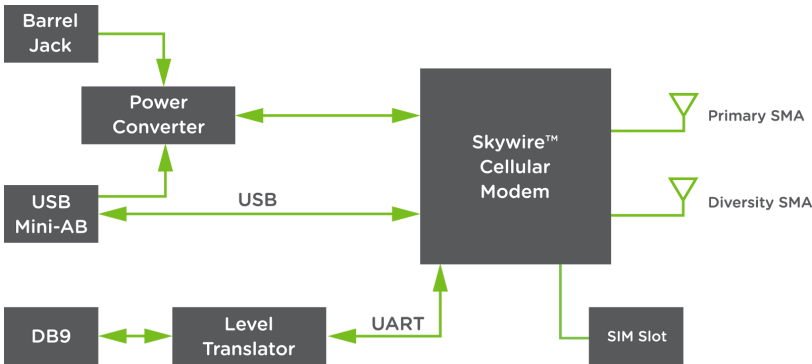 Barrel
Jack
Power
Converter
Skywire™
Cellular
Modem
Primary SMA
USB
Mini-AB
USB
Diversity SMA
DB9
Level
Translator
UART
SIM Slot